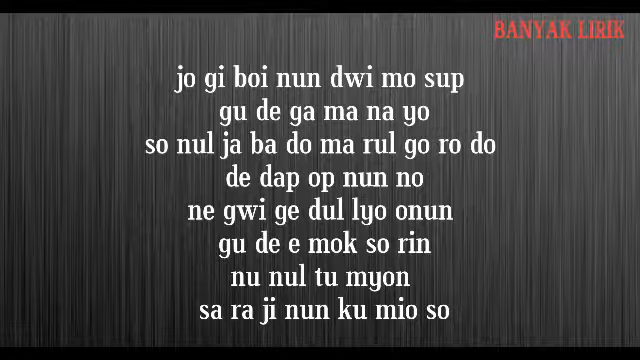 BANYAK LIRIK
jo gi boi nun dwi mo sup
gu de ga ma na yo
so nul ja ba do ma rul go ro do
de dap op nun no
ne gwi ge dul lyo onun
gu de e mok so rin
nu nul tu myon
sa ra ji nun ku mio so